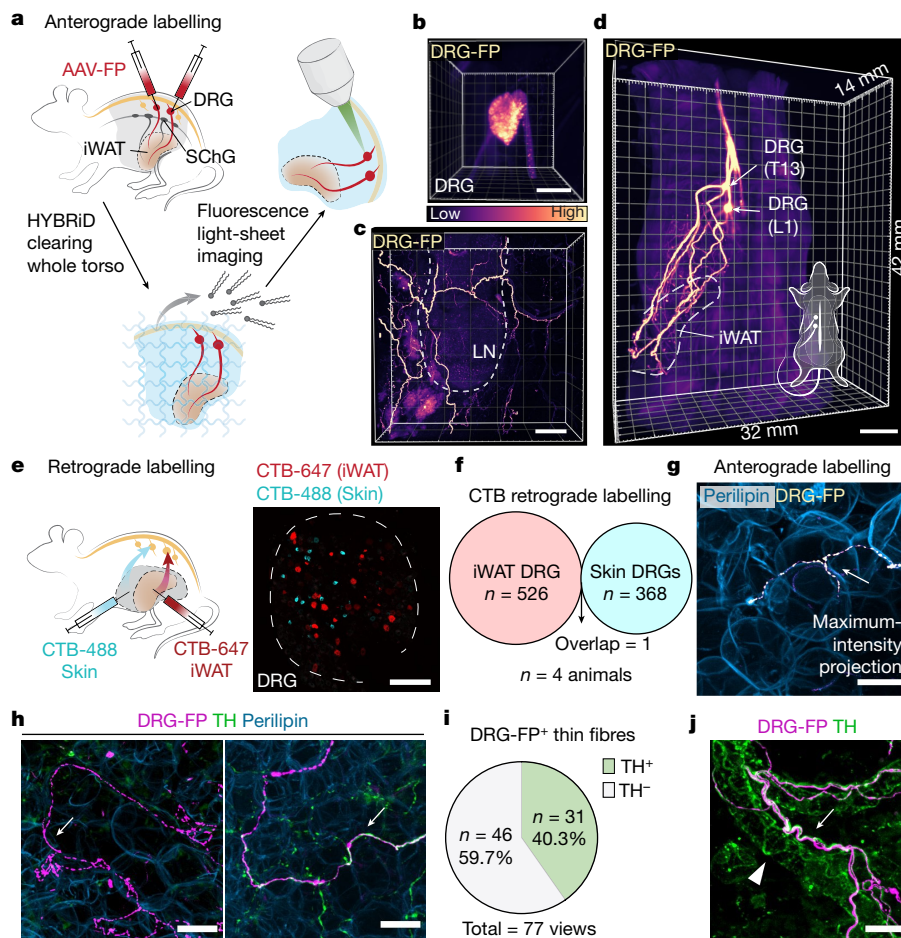 a
Anterograde labelling
AAV-FP
DRG
iWAT
SChG
HYBRiD
clearing
whole torso
Fluorescence
light-sheet
imaging
b
DRG-FP
DRG
Low High
c
DRG-FP
LN
d
DRG-FP
14 mm
DRG
(T13)
DRG
(L1)
42 mm
iWAT
32 mm
e
Retrograde labelling
CTB-647 (iWAT)
CTB-488 (Skin)
CTB-488
Skin
CTB-647
iWAT
DRG
f
CTB retrograde labelling
iWAT DRG
n = 526
Skin DRGs
n = 368
Overlap = 1
n = 4 animals
g
Anterograde labelling
Perilipin DRG-FP
Maximum-
intensity
projection
h
DRG-FP TH Perilipin
i
DRG-FP⁺ thin fibres
TH⁺
TH⁻
n = 46
59.7%
n = 31
40.3%
Total = 77 views
j
DRG-FP TH